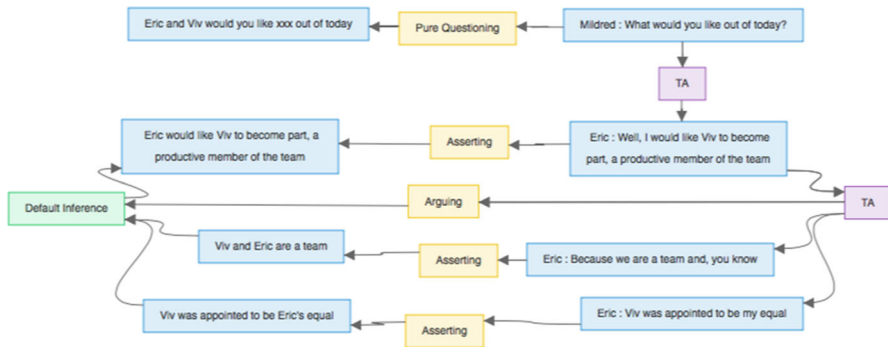 Eric and Viv would you like xxx out of today
Pure Questioning
Mildred : What would you like out of today?
TA
Eric would like Viv to become part, a
productive member of the team
Asserting
Eric : Well, I would like Viv to become
part, a productive member of the team
Default Inference
Arguing
TA
Viv and Eric are a team
Asserting
Eric : Because we are a team and, you know
Viv was appointed to be Eric's equal
Asserting
Eric : Viv was appointed to be my equal